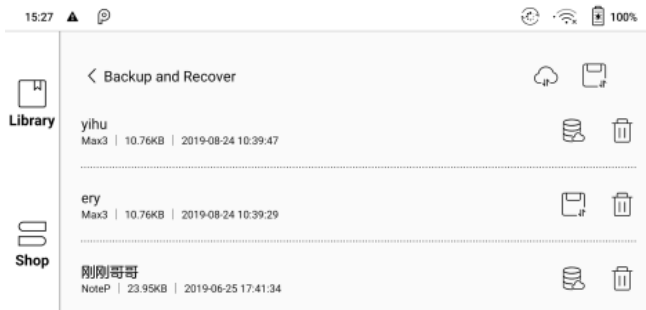 15:27
100%
Library
Shop
Backup and Recover
yihu
Max3 | 10.76KB | 2019-08-24 10:39:47
ery
Max3 | 10.76KB | 2019-08-24 10:39:29
刚刚哥哥
NoteP | 23.95KB | 2019-06-25 17:41:34